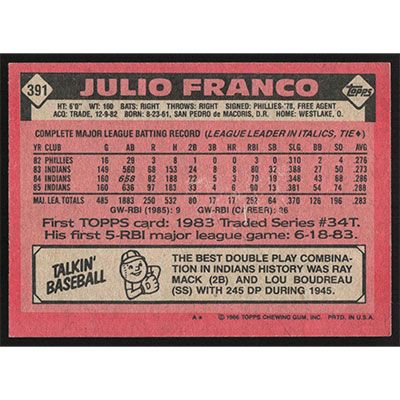 391
JULIO FRANCO
Topps
HT: 6'0" WT: 160 BATS: RIGHT THROWS: RIGHT SIGNED: PHILLIES-'78, FREE AGENT
ACQ: TRADE, 12-9-82 BORN: 8-23-61, SAN PEDRO de MACORIS, D.R. HOME: WESTLAKE, O.
COMPLETE MAJOR LEAGUE BATTING RECORD (LEAGUE LEADER IN ITALICS, TIE♦)
YR CLUB G AB R H 2B 3B HR RBI SB SLG BB SO AVG
82 PHILLIES 16 29 3 8 1 0 0 3 0 .310 2 4 .276
83 INDIANS 149 560 68 153 24 8 8 80 32 .388 27 50 .273
84 INDIANS 160 658 82 188 22 5 3 79 19 .348 43 68 .286
85 INDIANS 160 636 97 183 33 4 6 90 13 .381 54 74 .288
MAJ. LEA. TOTALS 485 1883 250 532 80 17 17 252 64 126 196 .283
GW-RBI (1985): 9 GW-RBI (CAREER): 26
First TOPPS card: 1983 Traded Series #34T.
His first 5-RBI major league game: 6-18-83.
TALKIN' BASEBALL
THE BEST DOUBLE PLAY COMBINA-
TION IN INDIANS HISTORY WAS RAY
MACK (2B) AND LOU BOUDREAU
(SS) WITH 245 DP DURING 1945.
A* © 1986 TOPPS CHEWING GUM, INC. PRTD. IN U.S.A.